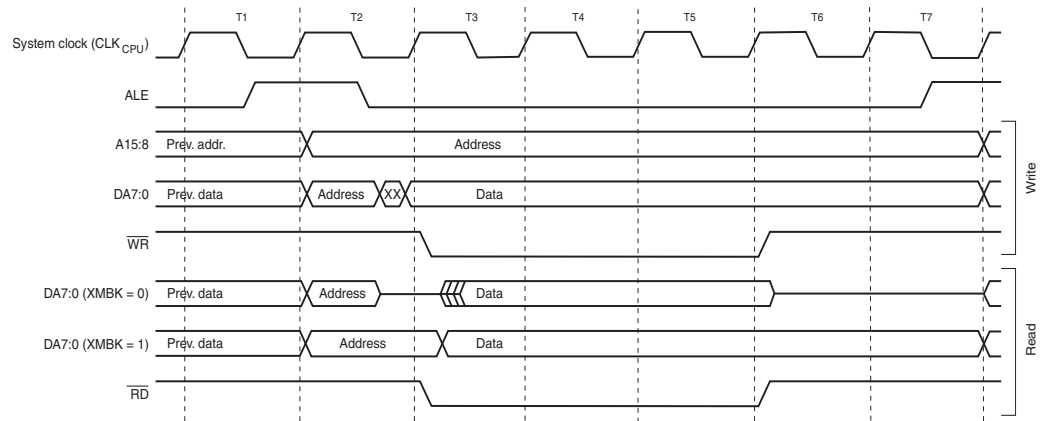 T1 T2 T3 T4 T5 T6 T7
System clock (CLKCPU)
ALE
A15:8 Prev. addr. Address
DA7:0 Prev. data Address XX Data
WR
Write
DA7:0 (XMBK = 0) Prev. data Address Data
DA7:0 (XMBK = 1) Prev. data Address Data
RD
Read